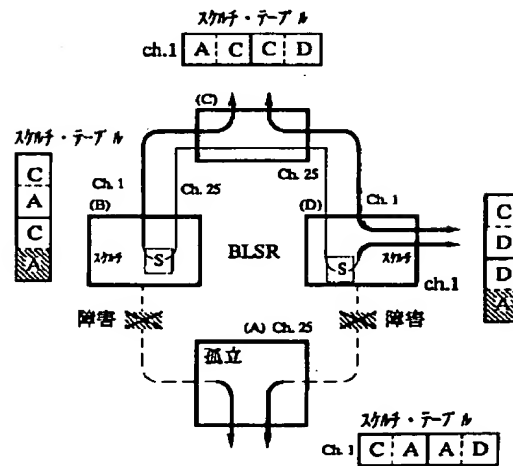 スケルチ・テーブル
ch.1 A C C D
(C)
スケルチ・テーブル
C
A
C
A
Ch. 1
Ch. 25
Ch. 25
Ch. 1
(B)
(D)
スケルチ
S
BLSR
S
スケルチ
ch.1
C
D
D
A
障害
障害
(A) Ch. 25
孤立
スケルチ・テーブル
Ch. 1 C A A D